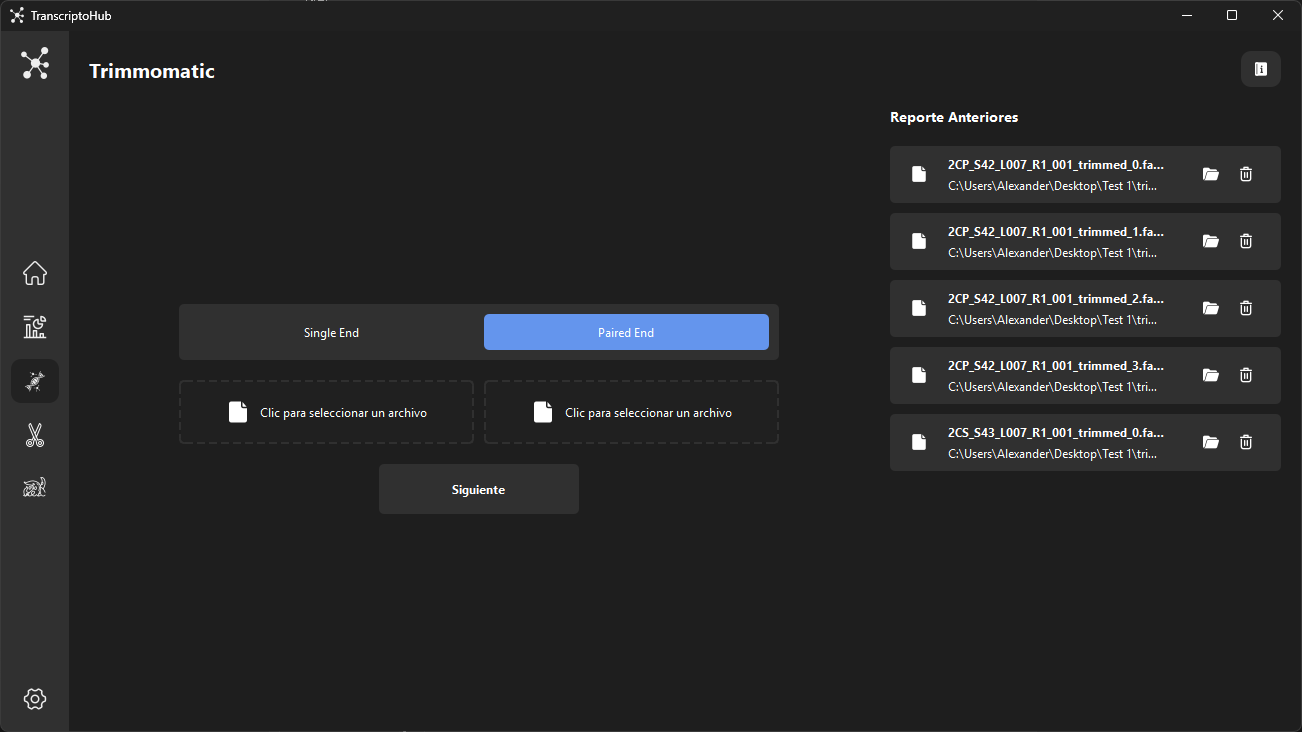 TranscriptoHub
Trimmomatic
Reporte Anteriores
2CP_S42_L007_R1_001_trimmed_0.fa...
C:\Users\Alexander\Desktop\Test 1\tri...
2CP_S42_L007_R1_001_trimmed_1.fa...
C:\Users\Alexander\Desktop\Test 1\tri...
2CP_S42_L007_R1_001_trimmed_2.fa...
C:\Users\Alexander\Desktop\Test 1\tri...
2CP_S42_L007_R1_001_trimmed_3.fa...
C:\Users\Alexander\Desktop\Test 1\tri...
2CS_S43_L007_R1_001_trimmed_0.fa...
C:\Users\Alexander\Desktop\Test 1\tri...
Single End
Paired End
Clic para seleccionar un archivo
Clic para seleccionar un archivo
Siguiente